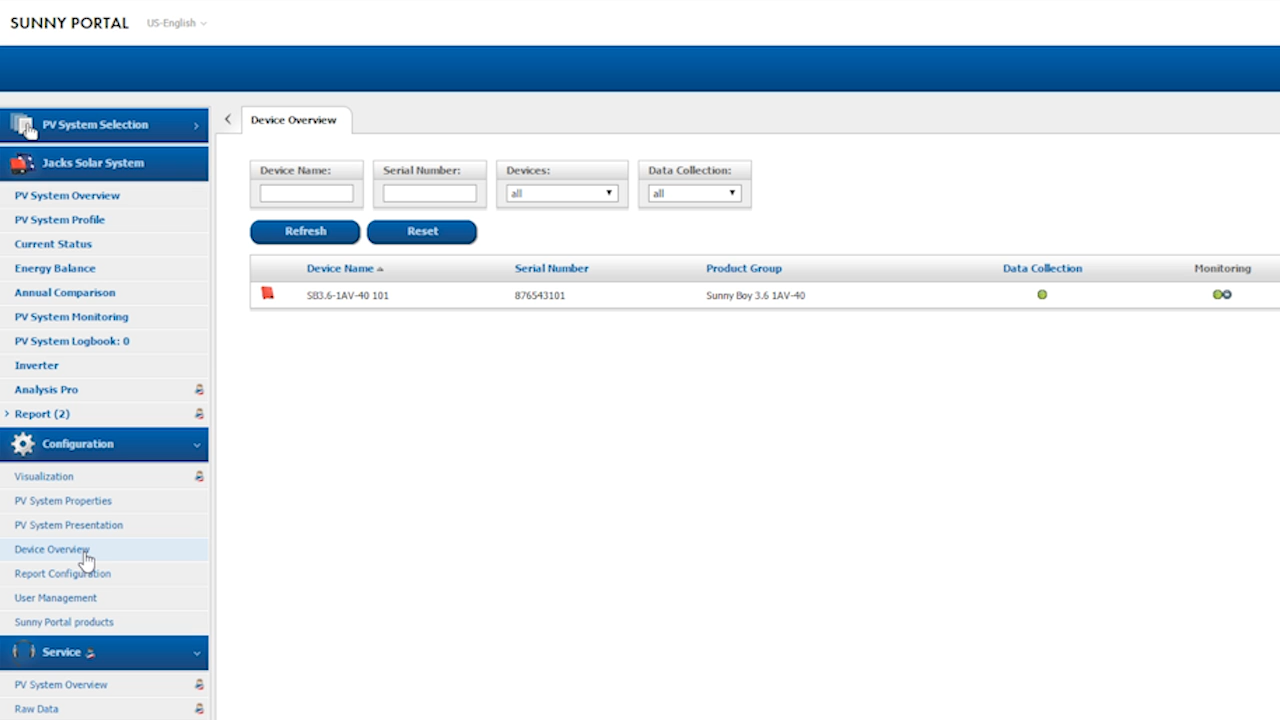 SUNNY PORTAL US-English
PV System Selection
Jacks Solar System
PV System Overview
PV System Profile
Current Status
Energy Balance
Annual Comparison
PV System Monitoring
PV System Logbook: 0
Inverter
Analysis Pro
Report (2)
Configuration
Visualization
PV System Properties
PV System Presentation
Device Overview
Report Configuration
User Management
Sunny Portal products
Service
PV System Overview
Raw Data
Device Overview
Device Name: Serial Number: Devices: Data Collection:
all all
Refresh Reset
Device Name Serial Number Product Group Data Collection Monitoring
SB3.6-1AV-40 101 876543101 Sunny Boy 3.6 1AV-40